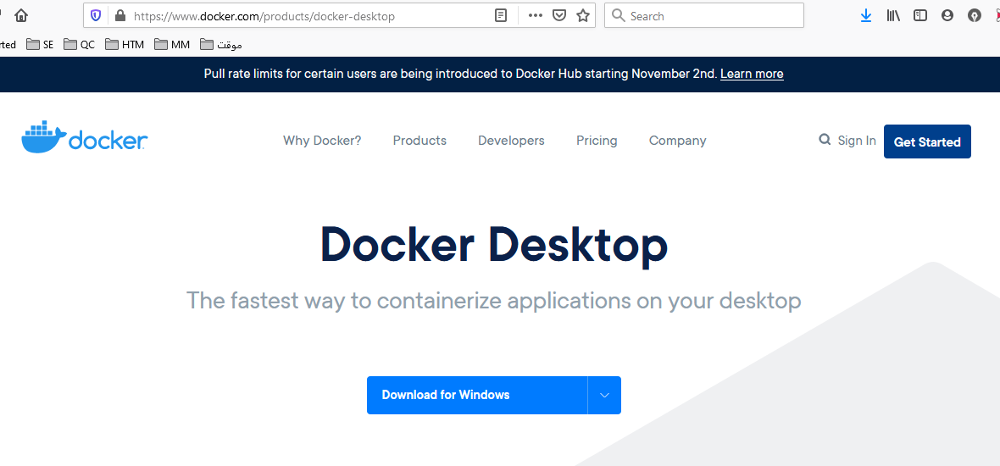 https://www.docker.com/products/docker-desktop
Search
SE
QC
HTM
MM
موقت
Pull rate limits for certain users are being introduced to Docker Hub starting November 2nd. Learn more
docker
Why Docker?
Products
Developers
Pricing
Company
Sign In
Get Started
Docker Desktop
The fastest way to containerize applications on your desktop
Download for Windows